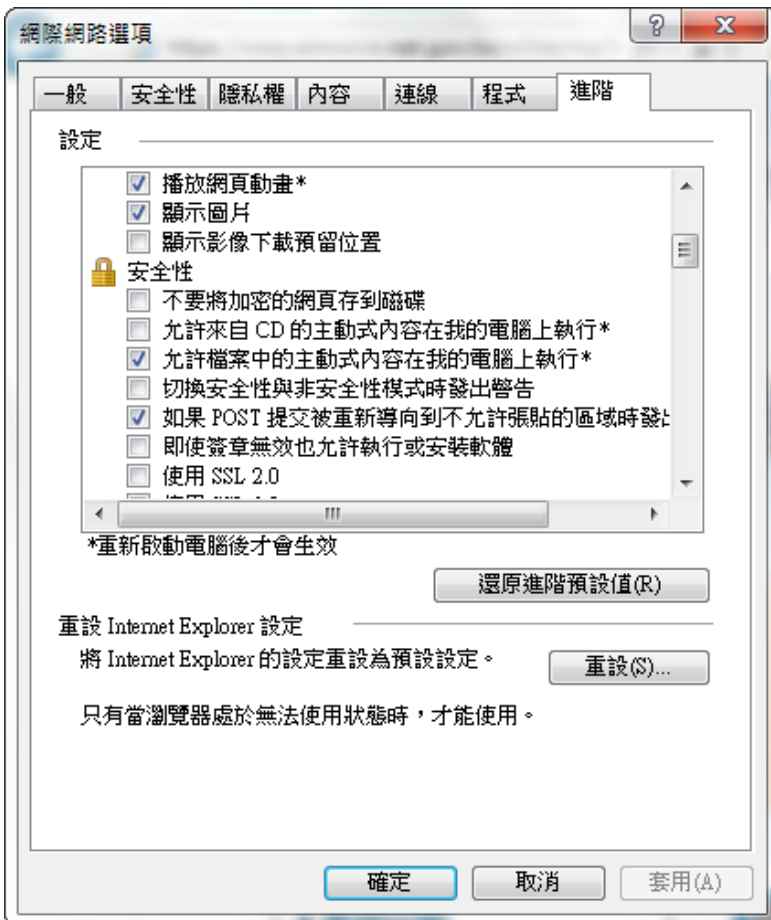 網際網路選項
一般 安全性 隱私權 內容 連線 程式 進階
設定
播放網頁動畫*
顯示圖片
顯示影像下載預留位置
安全性
不要將加密的網頁存到磁碟
允許來自 CD 的主動式內容在我的電腦上執行*
允許檔案中的主動式內容在我的電腦上執行*
切換安全性與非安全性模式時發出警告
如果 POST 提交被重新導向到不允許張貼的區域時發出
即使簽章無效也允許執行或安裝軟體
使用 SSL 2.0
*重新啟動電腦後才會生效
還原進階預設值(R)
重設 Internet Explorer 設定
將 Internet Explorer 的設定重設為預設設定。
重設(S)...
只有當瀏覽器處於無法使用狀態時，才能使用。
確定 取消 套用(A)